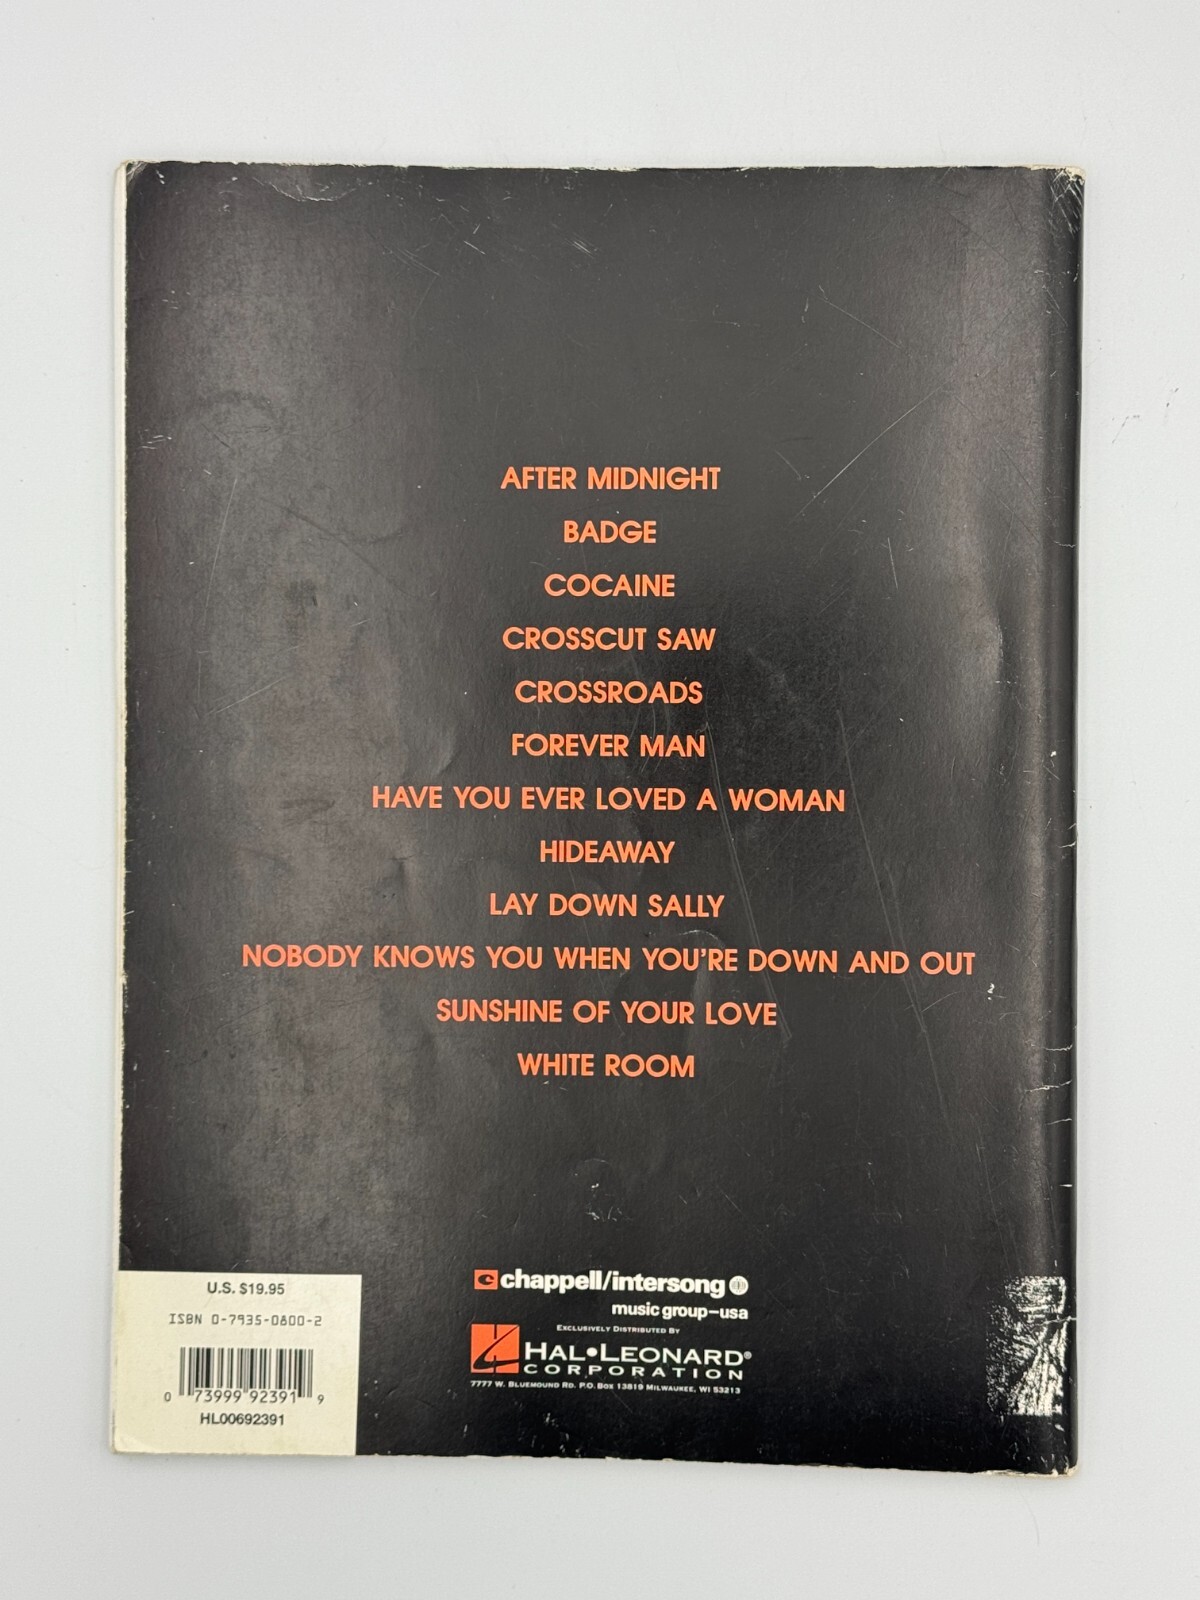 AFTER MIDNIGHT
BADGE
COCAINE
CROSSCUT SAW
CROSSROADS
FOREVER MAN
HAVE YOU EVER LOVED A WOMAN
HIDEAWAY
LAY DOWN SALLY
NOBODY KNOWS YOU WHEN YOU'RE DOWN AND OUT
SUNSHINE OF YOUR LOVE
WHITE ROOM
chappell/intersong
music group-usa
EXCLUSIVELY DISTRIBUTED BY
HAL•LEONARD®
CORPORATION
7777 W. BLUEMOUND RD. P.O. BOX 13819 MILWAUKEE, WI 53213
U.S. $19.95
ISBN 0-7935-0800-2
0 73999 92391 9
HL00692391